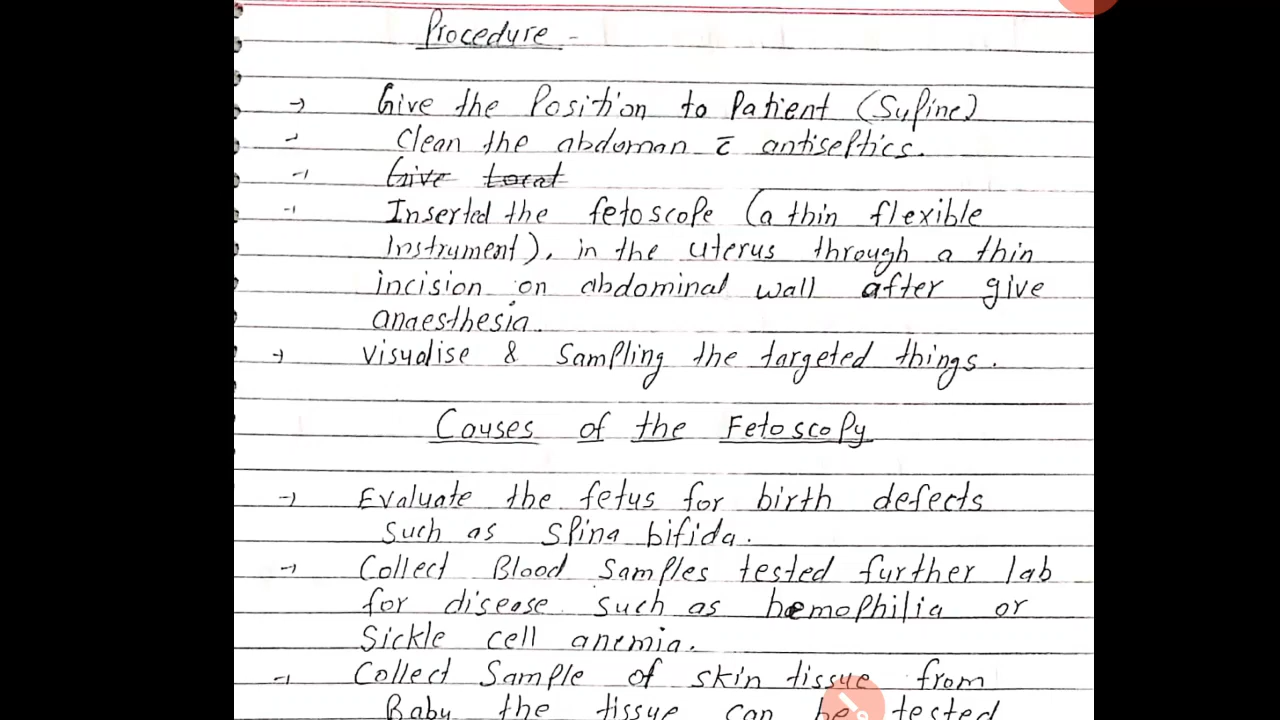 Procedure -
→ Give the Position to Patient (Supine)
- Clean the abdoman c̄ antiseptics.
→ Give Local
→ Inserted the fetoscope (a thin flexible
Instrument), in the uterus through a thin
incision on abdominal wall after give
anaesthesia.
→ Visualise & Sampling the targeted things.
Causes of the Fetoscopy
→ Evaluate the fetus for birth defects
Such as Spina bifida.
→ Collect Blood Samples tested further lab
for disease such as hemophilia or
Sickle cell anemia.
→ Collect Sample of skin tissue from
Baby the tissue can be tested